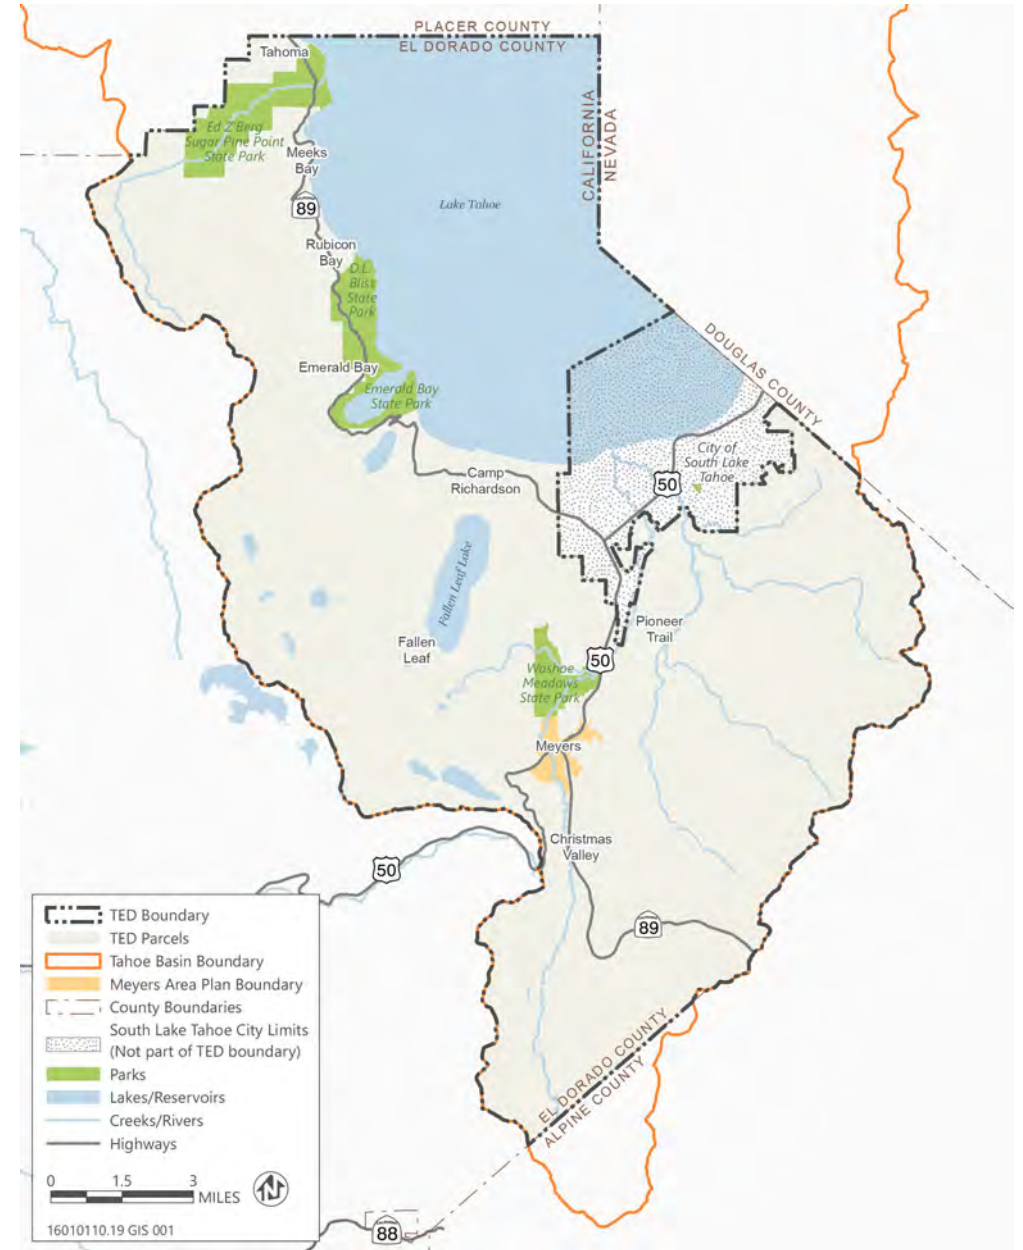 PLACER COUNTY
EL DORADO COUNTY
Tahoma
CALIFORNIA
NEVADA
Ed Z'Berg
Sugar Pine Point
State Park
Meeks
Bay
89
Lake Tahoe
Rubicon
Bay
D.L.
Bliss
State
Park
DOUGLAS COUNTY
Emerald Bay
Emerald Bay
State Park
City of
South Lake
Tahoe
Camp
Richardson
50
Fallen Leaf Lake
Fallen
Leaf
Pioneer
Trail
50
Washoe
Meadows
State Park
Meyers
Christmas
Valley
50
89
EL DORADO COUNTY
ALPINE COUNTY
TED Boundary
TED Parcels
Tahoe Basin Boundary
Meyers Area Plan Boundary
County Boundaries
South Lake Tahoe City Limits
(Not part of TED boundary)
Parks
Lakes/Reservoirs
Creeks/Rivers
Highways
0 1.5 3
MILES
N
16010110.19 GIS 001
88